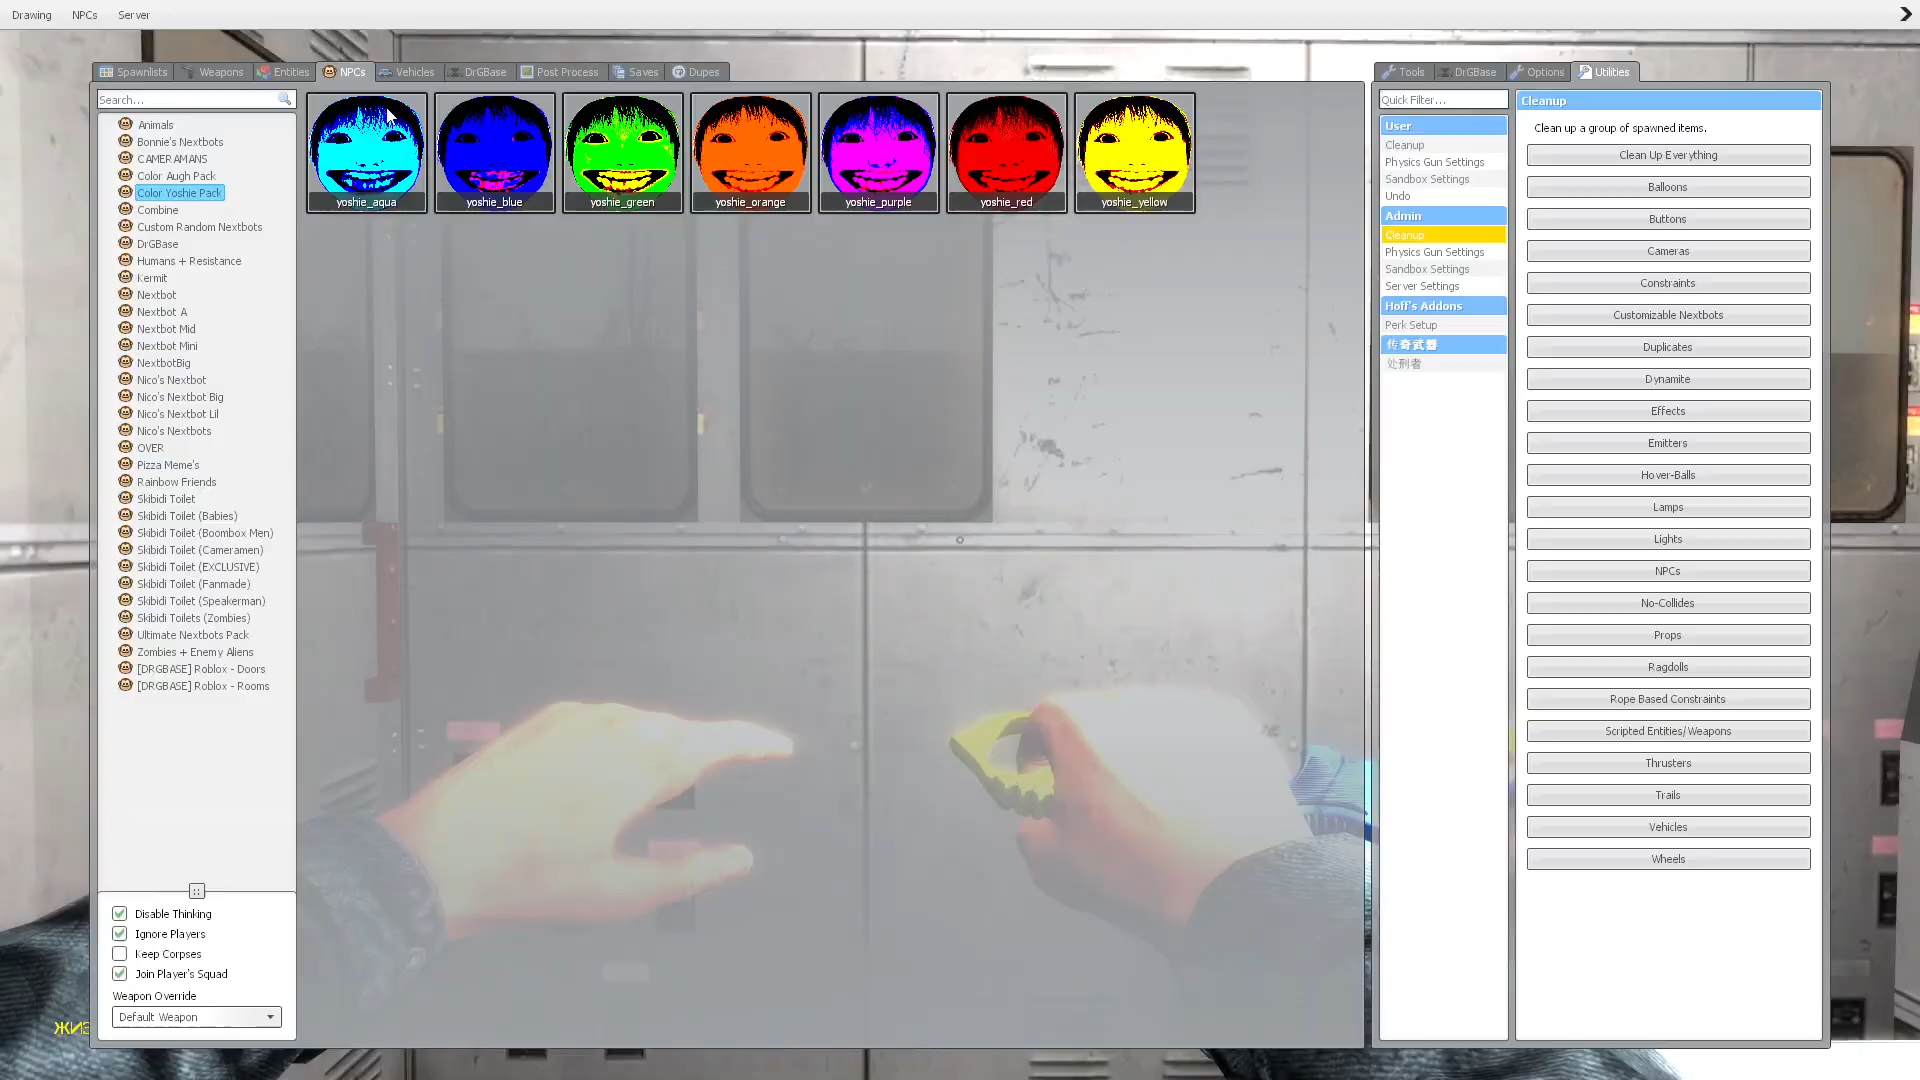 Drawing
NPCs
Server
Spawnlists
Weapons
Entities
NPCs
Vehicles
DrGBase
Post Process
Saves
Dupes
Search...
Animals
Bonnie's Nextbots
CAMERAMANS
Color Augh Pack
Color Yoshie Pack
Combine
Custom Random Nextbots
DrGBase
Humans + Resistance
Kermit
Nextbot
Nextbot A
Nextbot Mid
Nextbot Mini
NextbotBig
Nico's Nextbot
Nico's Nextbot Big
Nico's Nextbot Lil
Nico's Nextbots
OVER
Pizza Meme's
Rainbow Friends
Skibidi Toilet
Skibidi Toilet (Babies)
Skibidi Toilet (Boombox Men)
Skibidi Toilet (Cameramen)
Skibidi Toilet (EXCLUSIVE)
Skibidi Toilet (Fanmade)
Skibidi Toilet (Speakerman)
Skibidi Toilets (Zombies)
Ultimate Nextbots Pack
Zombies + Enemy Aliens
[DRGBASE] Roblox - Doors
[DRGBASE] Roblox - Rooms
Disable Thinking
Ignore Players
Keep Corpses
Join Player's Squad
Weapon Override
Default Weapon
yoshie_aqua
yoshie_blue
yoshie_green
yoshie_orange
yoshie_purple
yoshie_red
yoshie_yellow
Tools
DrGBase
Options
Utilities
Quick Filter...
User
Cleanup
Physics Gun Settings
Sandbox Settings
Undo
Admin
Cleanup
Physics Gun Settings
Sandbox Settings
Server Settings
Hoff's Addons
Perk Setup
传奇武器
处刑者
Cleanup
Clean up a group of spawned items.
Clean Up Everything
Balloons
Buttons
Cameras
Constraints
Customizable Nextbots
Duplicates
Dynamite
Effects
Emitters
Hover-Balls
Lamps
Lights
NPCs
No-Collides
Props
Ragdolls
Rope Based Constraints
Scripted Entities/Weapons
Thrusters
Trails
Vehicles
Wheels